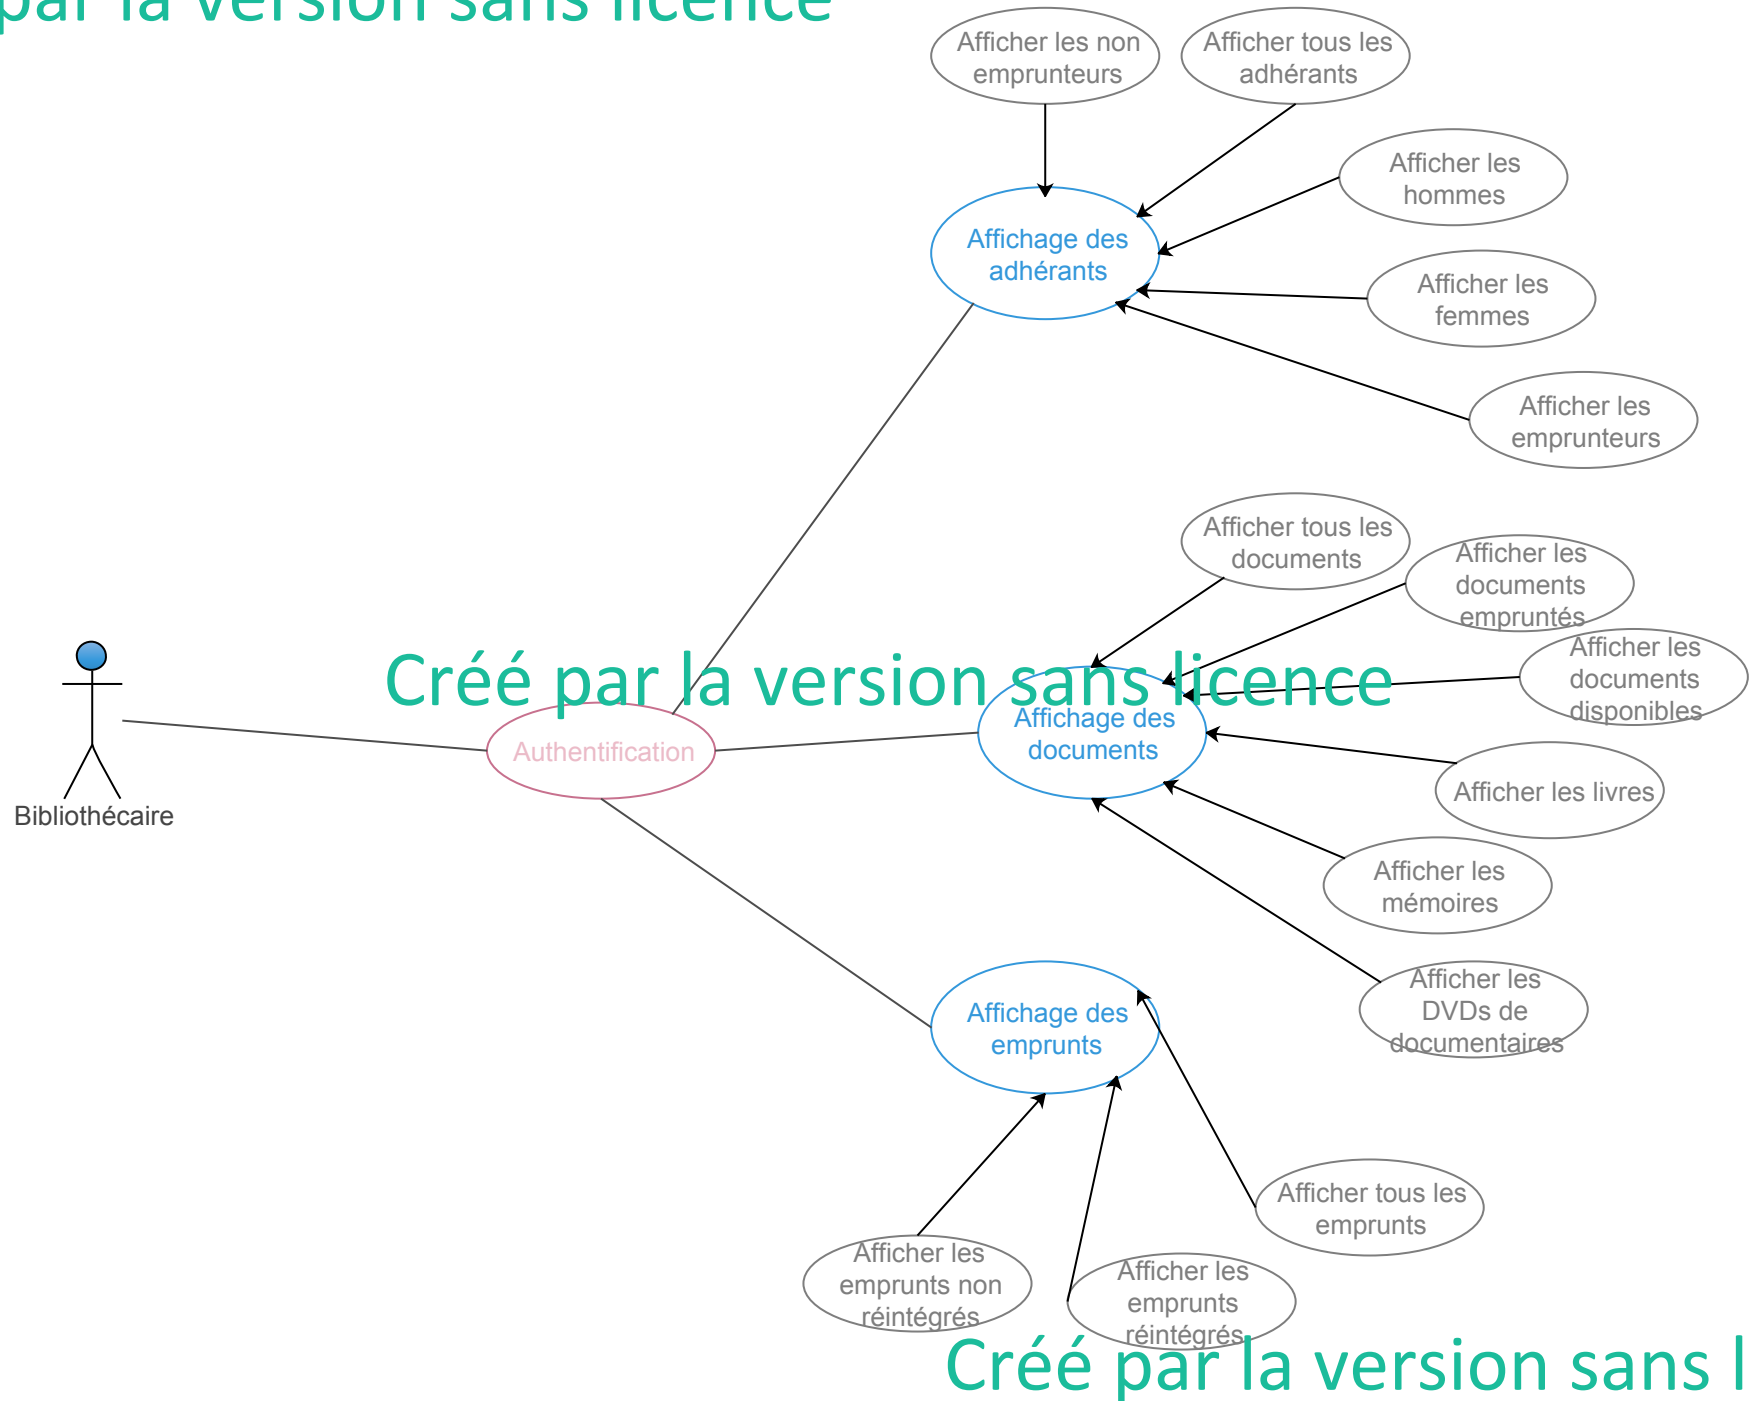 par la version sans licence
Afficher les non
emprunteurs
Afficher tous les
adhérants
Afficher les
hommes
Affichage des
adhérants
Afficher les
femmes
Afficher les
emprunteurs
Afficher tous les
documents
Afficher les
documents
empruntés
Afficher les
documents
disponibles
Créé par la version sans licence
Affichage des
documents
Authentification
Bibliothécaire
Afficher les livres
Afficher les
mémoires
Afficher les
DVDs de
documentaires
Affichage des
emprunts
Afficher tous les
emprunts
Afficher les
emprunts non
réintégrés
Afficher les
emprunts
réintégrés
Créé par la version sans l